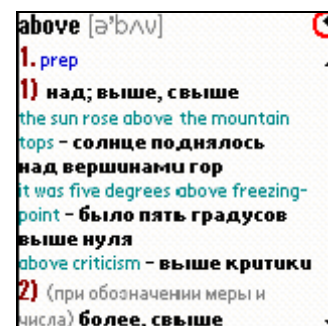 above [ə'bʌv]
1. prep
1) над; выше, свыше
the sun rose above the mountain
tops – солнце поднялось
над вершинами гор
it was five degrees above freezing-
point – было пять градусов
выше нуля
above criticism – выше критики
2) (при обозначении меры и
числа) более, свыше